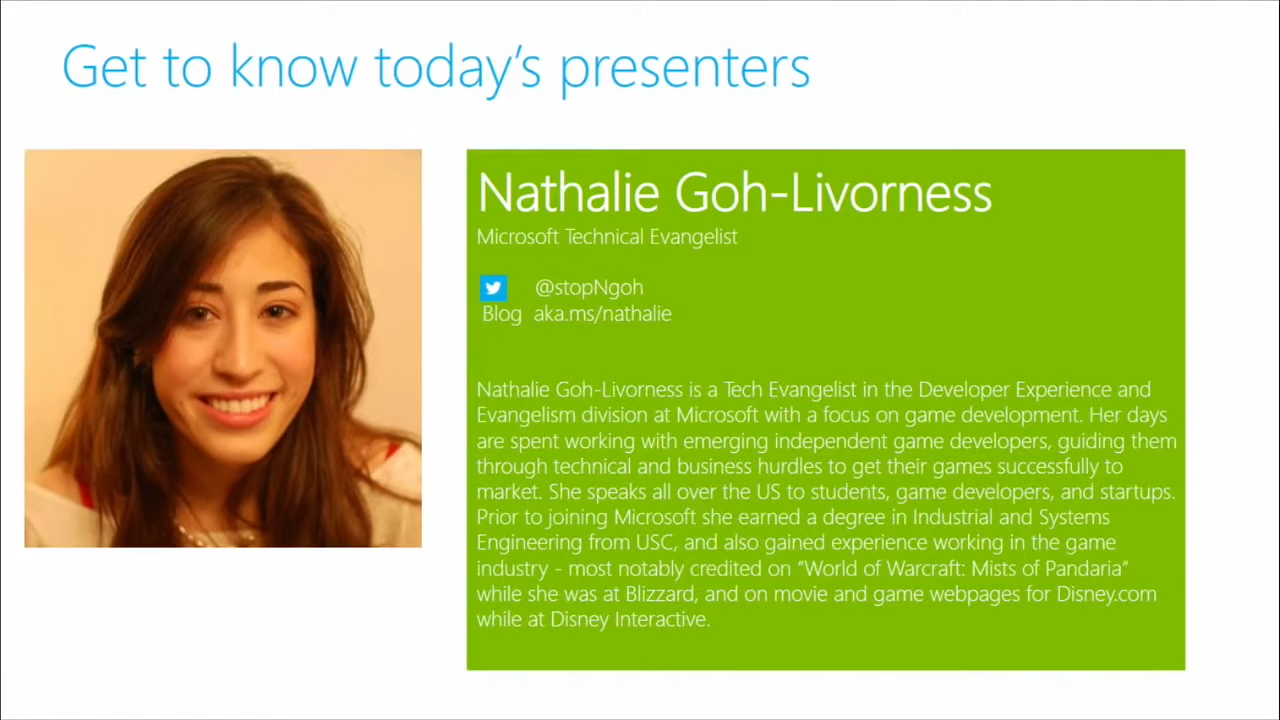 Get to know today's presenters
Nathalie Goh-Livorness
Microsoft Technical Evangelist
@stopNgoh
Blog aka.ms/nathalie
Nathalie Goh-Livorness is a Tech Evangelist in the Developer Experience and
Evangelism division at Microsoft with a focus on game development. Her days
are spent working with emerging independent game developers, guiding them
through technical and business hurdles to get their games successfully to
market. She speaks all over the US to students, game developers, and startups.
Prior to joining Microsoft she earned a degree in Industrial and Systems
Engineering from USC, and also gained experience working in the game
industry - most notably credited on “World of Warcraft: Mists of Pandaria”
while she was at Blizzard, and on movie and game webpages for Disney.com
while at Disney Interactive.